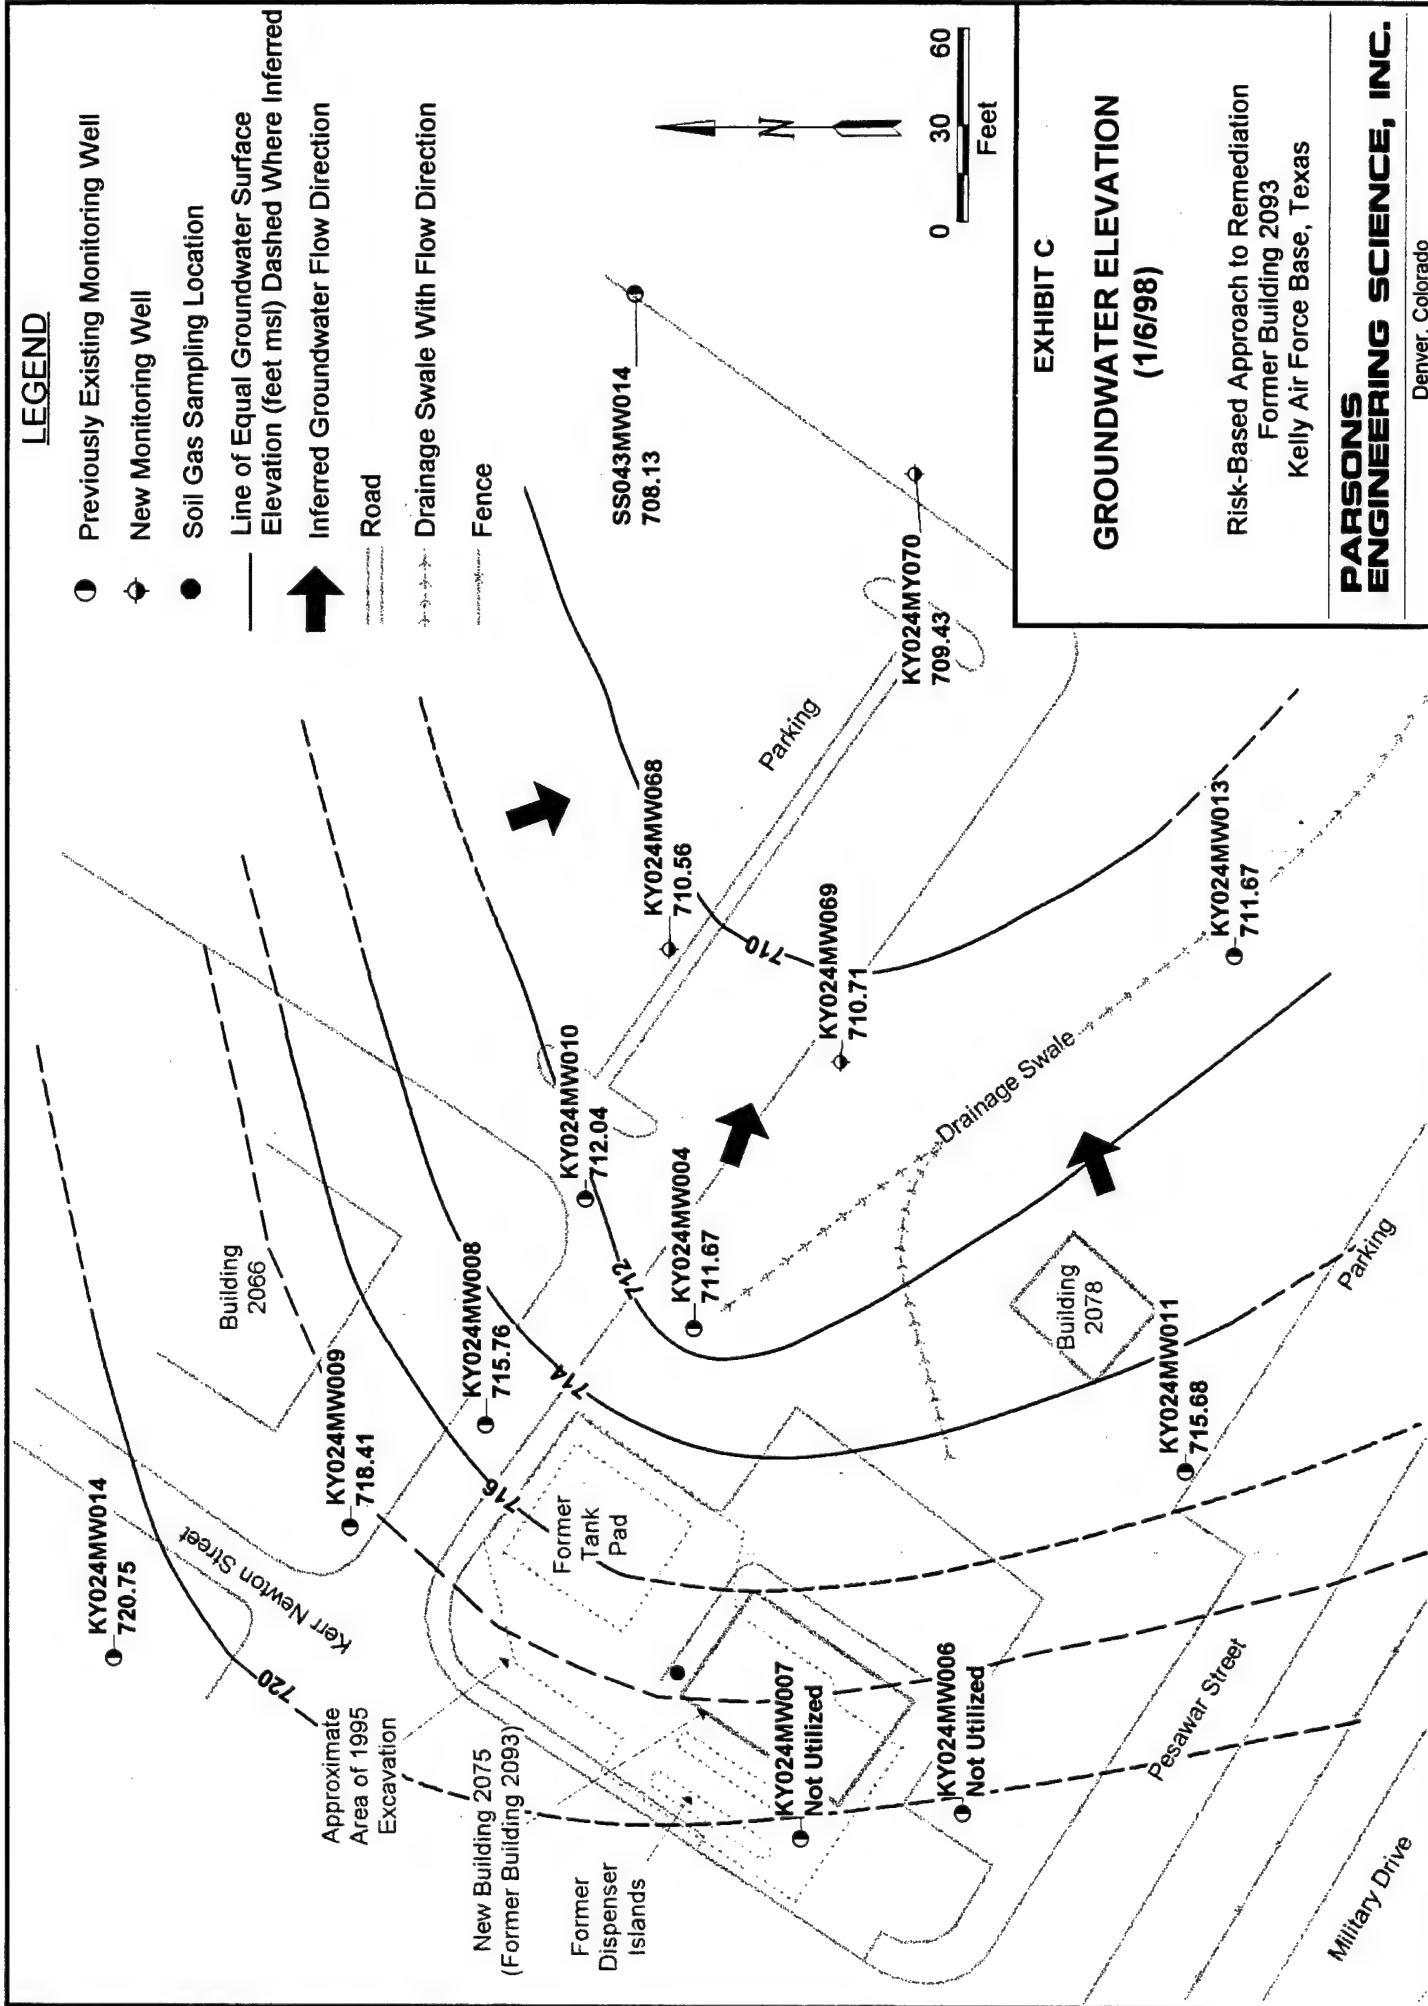 LEGEND
Previously Existing Monitoring Well
New Monitoring Well
Soil Gas Sampling Location
Line of Equal Groundwater Surface
Elevation (feet msl) Dashed Where Inferred
Inferred Groundwater Flow Direction
Road
Drainage Swale With Flow Direction
Fence
N
0 30 60
Feet
KY024MW014
720.75
Kerr Newton Street
KY024MW009
718.41
Building
2066
KY024MW008
715.76
KY024MW010
712.04
KY024MW004
711.67
KY024MW068
710.56
KY024MW069
710.71
SS043MW014
708.13
KY024MY070
709.43
KY024MW013
711.67
KY024MW011
715.68
KY024MW007
Not Utilized
KY024MW006
Not Utilized
720
716
714
712
710
Approximate
Area of 1995
Excavation
New Building 2075
(Former Building 2093)
Former
Dispenser
Islands
Former
Tank
Pad
Building
2078
Parking
Parking
Drainage Swale
Pesawar Street
Military Drive
EXHIBIT C
GROUNDWATER ELEVATION
(1/6/98)
Risk-Based Approach to Remediation
Former Building 2093
Kelly Air Force Base, Texas
PARSONS
ENGINEERING SCIENCE, INC.
Denver, Colorado